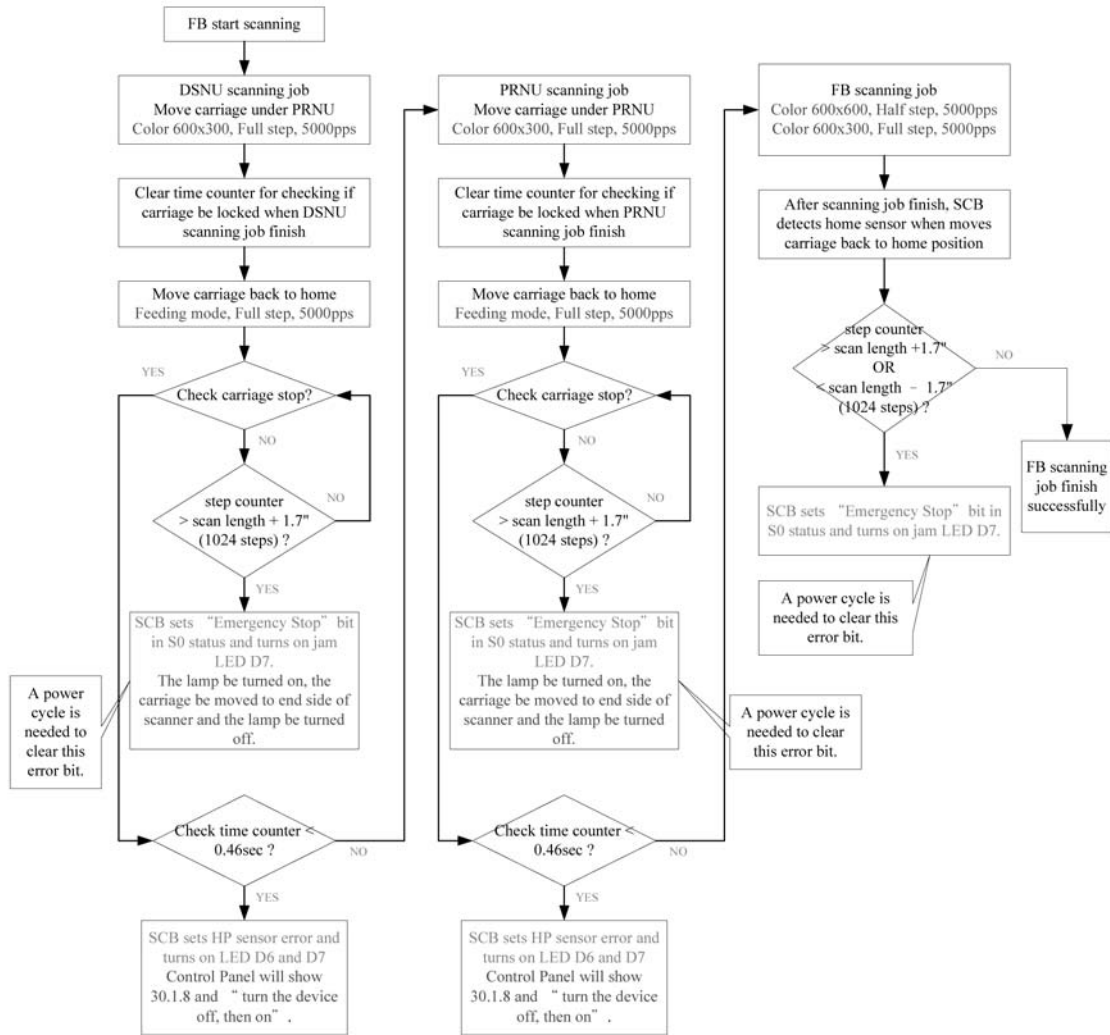 FB start scanning
DSNU scanning job
Move carriage under PRNU
Color 600x300, Full step, 5000pps
Clear time counter for checking if
carriage be locked when DSNU
scanning job finish
Move carriage back to home
Feeding mode, Full step, 5000pps
YES
Check carriage stop?
NO
step counter
> scan length + 1.7"
(1024 steps) ?
NO
YES
SCB sets “Emergency Stop” bit
in S0 status and turns on jam
LED D7.
The lamp be turned on, the
carriage be moved to end side of
scanner and the lamp be turned
off.
A power
cycle is
needed to
clear this
error bit.
Check time counter <
0.46sec ?
NO
YES
SCB sets HP sensor error and
turns on LED D6 and D7
Control Panel will show
30.1.8 and “ turn the device
off, then on” .
PRNU scanning job
Move carriage under PRNU
Color 600x300, Full step, 5000pps
Clear time counter for checking if
carriage be locked when PRNU
scanning job finish
Move carriage back to home
Feeding mode, Full step, 5000pps
YES
Check carriage stop?
NO
step counter
> scan length + 1.7"
(1024 steps) ?
NO
YES
SCB sets “Emergency Stop” bit
in S0 status and turns on jam
LED D7.
The lamp be turned on, the
carriage be moved to end side of
scanner and the lamp be turned
off.
A power cycle is
needed to clear
this error bit.
Check time counter <
0.46sec ?
NO
YES
SCB sets HP sensor error and
turns on LED D6 and D7
Control Panel will show
30.1.8 and “ turn the device
off, then on” .
FB scanning job
Color 600x600, Half step, 5000pps
Color 600x300, Full step, 5000pps
After scanning job finish, SCB
detects home sensor when moves
carriage back to home position
step counter
> scan length +1.7"
OR
< scan length – 1.7"
(1024 steps) ?
NO
YES
FB scanning
job finish
successfully
SCB sets “Emergency Stop” bit in
S0 status and turns on jam LED D7.
A power cycle is
needed to clear this
error bit.